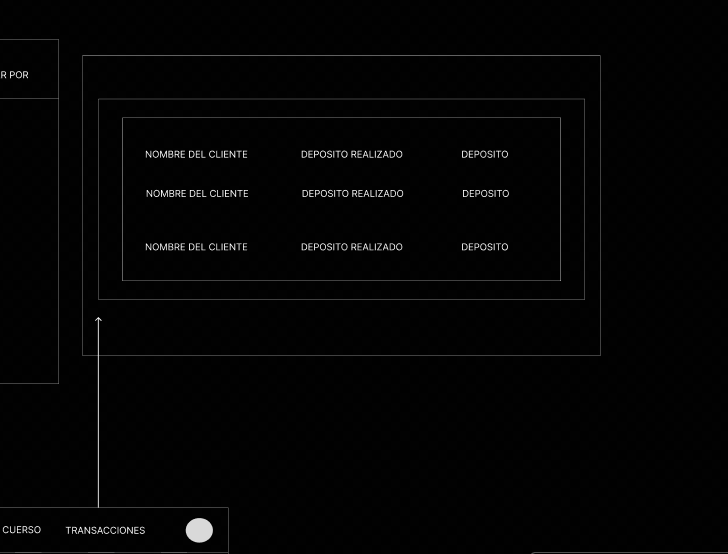 R POR
NOMBRE DEL CLIENTE DEPOSITO REALIZADO DEPOSITO
NOMBRE DEL CLIENTE DEPOSITO REALIZADO DEPOSITO
NOMBRE DEL CLIENTE DEPOSITO REALIZADO DEPOSITO
CUERSO TRANSACCIONES